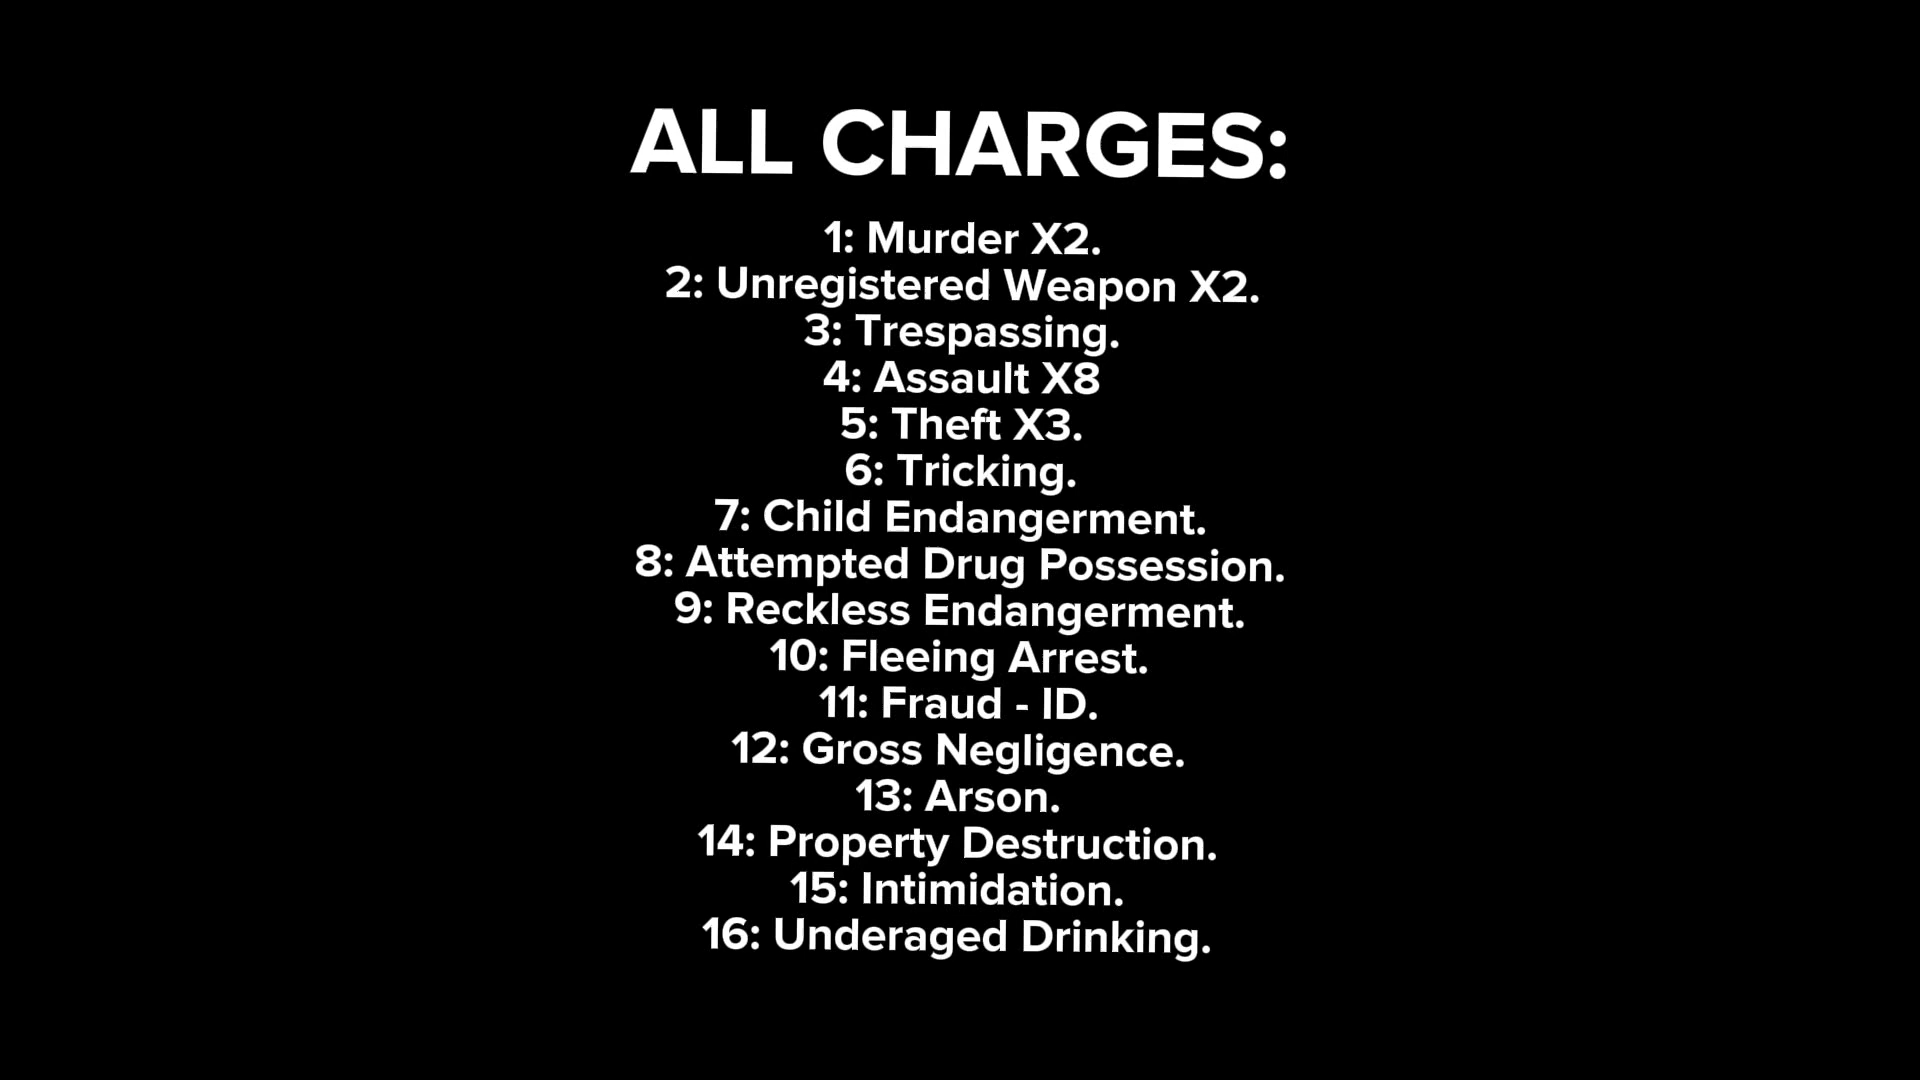 ALL CHARGES:
1: Murder X2.
2: Unregistered Weapon X2.
3: Trespassing.
4: Assault X8
5: Theft X3.
6: Tricking.
7: Child Endangerment.
8: Attempted Drug Possession.
9: Reckless Endangerment.
10: Fleeing Arrest.
11: Fraud - ID.
12: Gross Negligence.
13: Arson.
14: Property Destruction.
15: Intimidation.
16: Underaged Drinking.